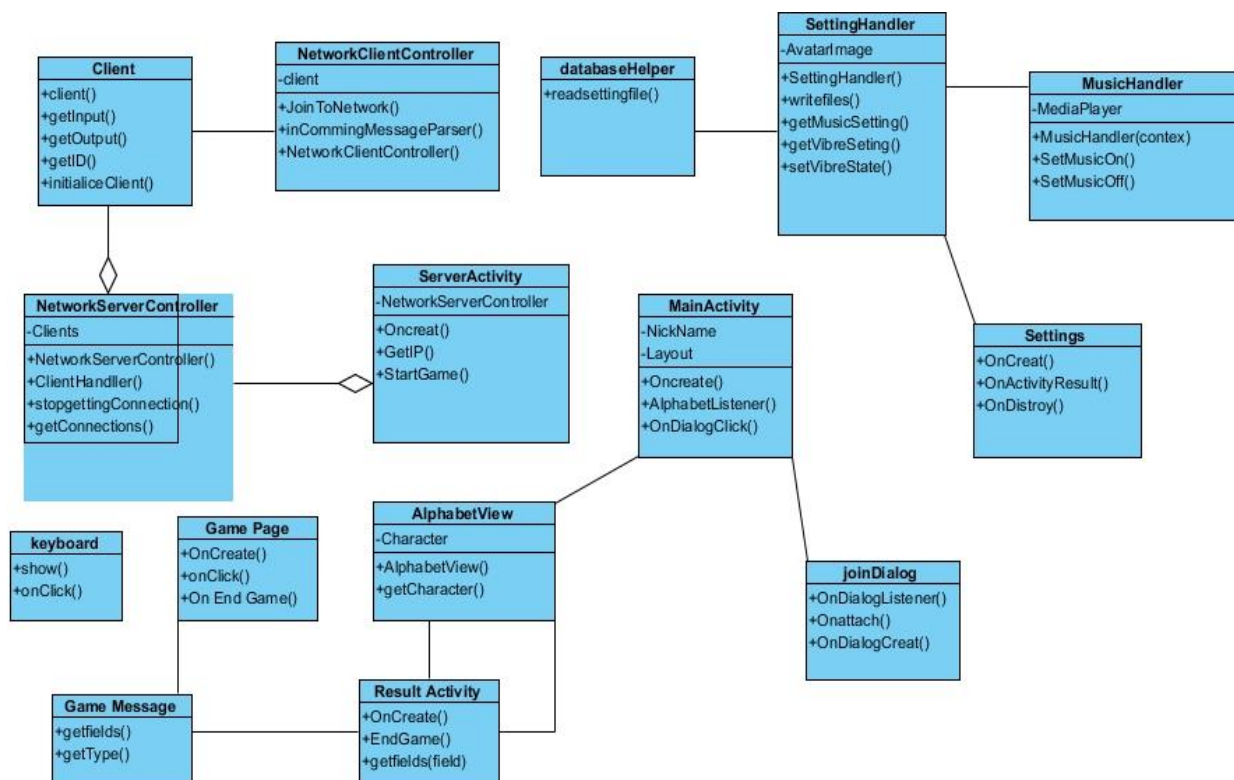 Client
+client()
+getInput()
+getOutput()
+getID()
+initialiceClient()
NetworkClientController
-client
+JoinToNetwork()
+inCommingMessageParser()
+NetworkClientController()
databaseHelper
+readsettingfile()
SettingHandler
-AvatarImage
+SettingHandler()
+writefiles()
+getMusicSetting()
+getVibreSeting()
+setVibreState()
MusicHandler
-MediaPlayer
+MusicHandler(contex)
+SetMusicOn()
+SetMusicOff()
NetworkServerController
-Clients
+NetworkServerController()
+ClientHandller()
+stopgettingConnection()
+getConnections()
ServerActivity
-NetworkServerController
+Oncreat()
+GetIP()
+StartGame()
MainActivity
-NickName
-Layout
+Oncreate()
+AlphabetListener()
+OnDialogClick()
Settings
+OnCreat()
+OnActivityResult()
+OnDistroy()
keyboard
+show()
+onClick()
Game Page
+OnCreate()
+onClick()
+On End Game()
AlphabetView
-Character
+AlphabetView()
+getCharacter()
joinDialog
+OnDialogListener()
+Onattach()
+OnDialogCreat()
Game Message
+getfields()
+getType()
Result Activity
+OnCreate()
+EndGame()
+getfields(field)